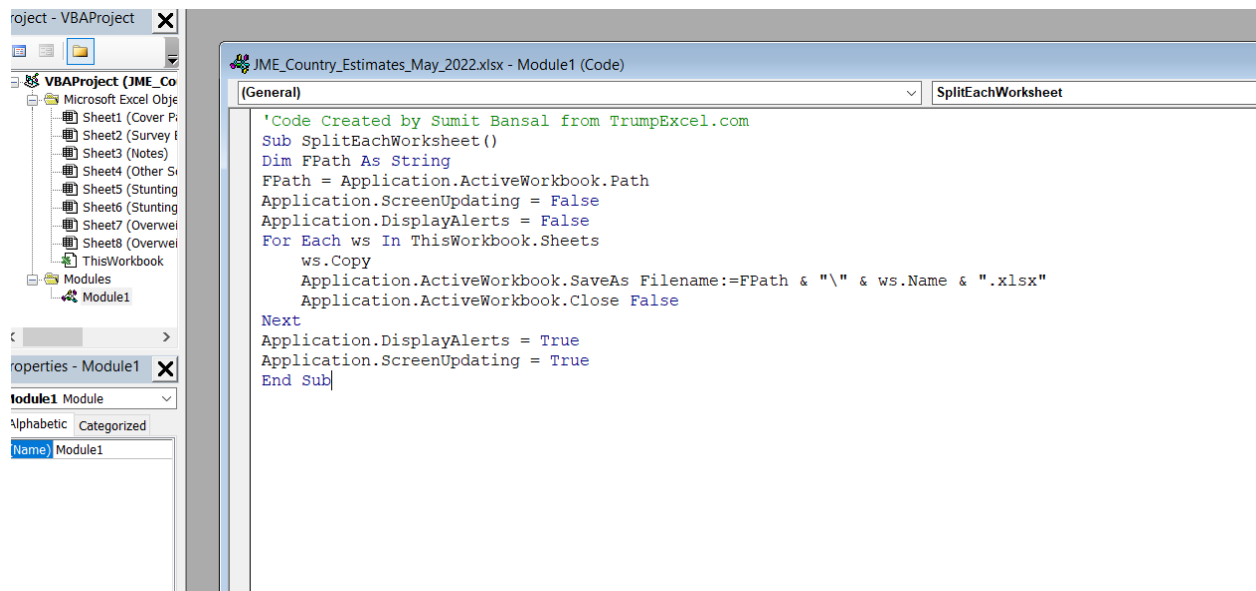 roject - VBAProject
VBAProject (JME_Co
Microsoft Excel Obje
Sheet1 (Cover Pa
Sheet2 (Survey E
Sheet3 (Notes)
Sheet4 (Other So
Sheet5 (Stunting
Sheet6 (Stunting
Sheet7 (Overwei
Sheet8 (Overwei
ThisWorkbook
Modules
Module1
roperties - Module1
Module1 Module
Alphabetic Categorized
(Name) Module1
JME_Country_Estimates_May_2022.xlsx - Module1 (Code)
(General) SplitEachWorksheet
'Code Created by Sumit Bansal from TrumpExcel.com
Sub SplitEachWorksheet()
Dim FPath As String
FPath = Application.ActiveWorkbook.Path
Application.ScreenUpdating = False
Application.DisplayAlerts = False
For Each ws In ThisWorkbook.Sheets
ws.Copy
Application.ActiveWorkbook.SaveAs Filename:=FPath & "\" & ws.Name & ".xlsx"
Application.ActiveWorkbook.Close False
Next
Application.DisplayAlerts = True
Application.ScreenUpdating = True
End Sub